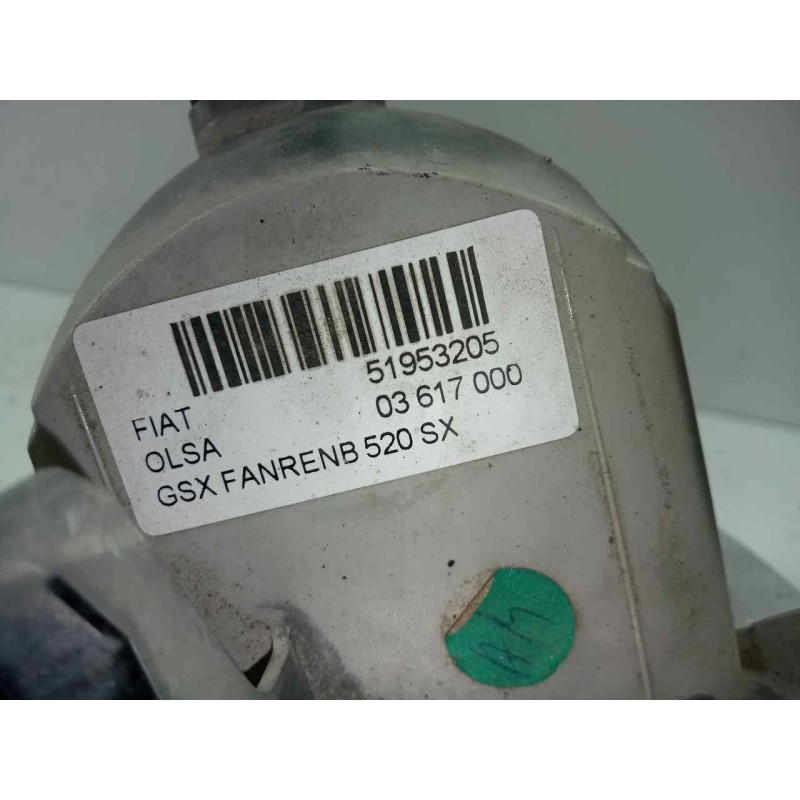 51953205
FIAT 03 617 000
OLSA
GSX FANRENB 520 SX